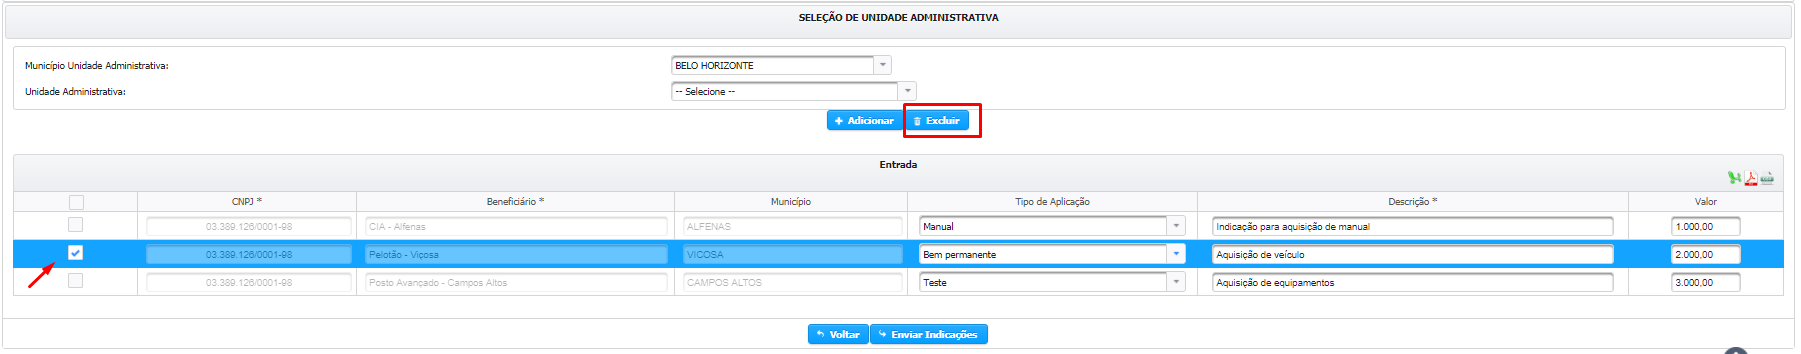 SELEÇÃO DE UNIDADE ADMINISTRATIVA
Município Unidade Administrativa: BELO HORIZONTE
Unidade Administrativa: -- Selecione --
Adicionar Excluir
Entrada
CNPJ * Beneficiário * Município Tipo de Aplicação Descrição * Valor
03.389.126/0001-98 CIA - Alfenas ALFENAS Manual Indicação para aquisição de manual 1.000,00
03.389.126/0001-98 Pelotão - Viçosa VICOSA Bem permanente Aquisição de veículo 2.000,00
03.389.126/0001-98 Posto Avançado - Campos Altos CAMPOS ALTOS Teste Aquisição de equipamentos 3.000,00
Voltar Enviar Indicações